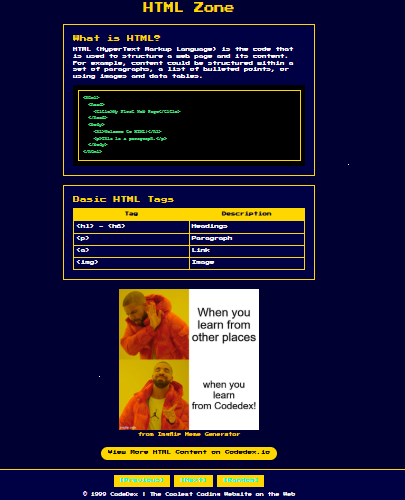 HTML Zone
What is HTML?
HTML (HyperText Markup Language) is the code that
is used to structure a web page and its content.
For example, content could be structured within a
set of paragraphs, a list of bulleted points, or
using images and data tables.
<html>
<head>
<title>My First Web Page</title>
</head>
<body>
<h1>Welcome to HTML!</h1>
<p>This is a paragraph.</p>
</body>
</html>
Basic HTML Tags
Tag Description
<h1> - <h6> Headings
<p> Paragraph
<a> Link
<img> Image
When you
learn from
other places
when you
learn
from Codedex!
from Imgflip Meme Generator
View More HTML Content on Codedex.io
[Previous] [Next] [Random]
© 1999 CodeDex | The Coolest Coding Website on the Web